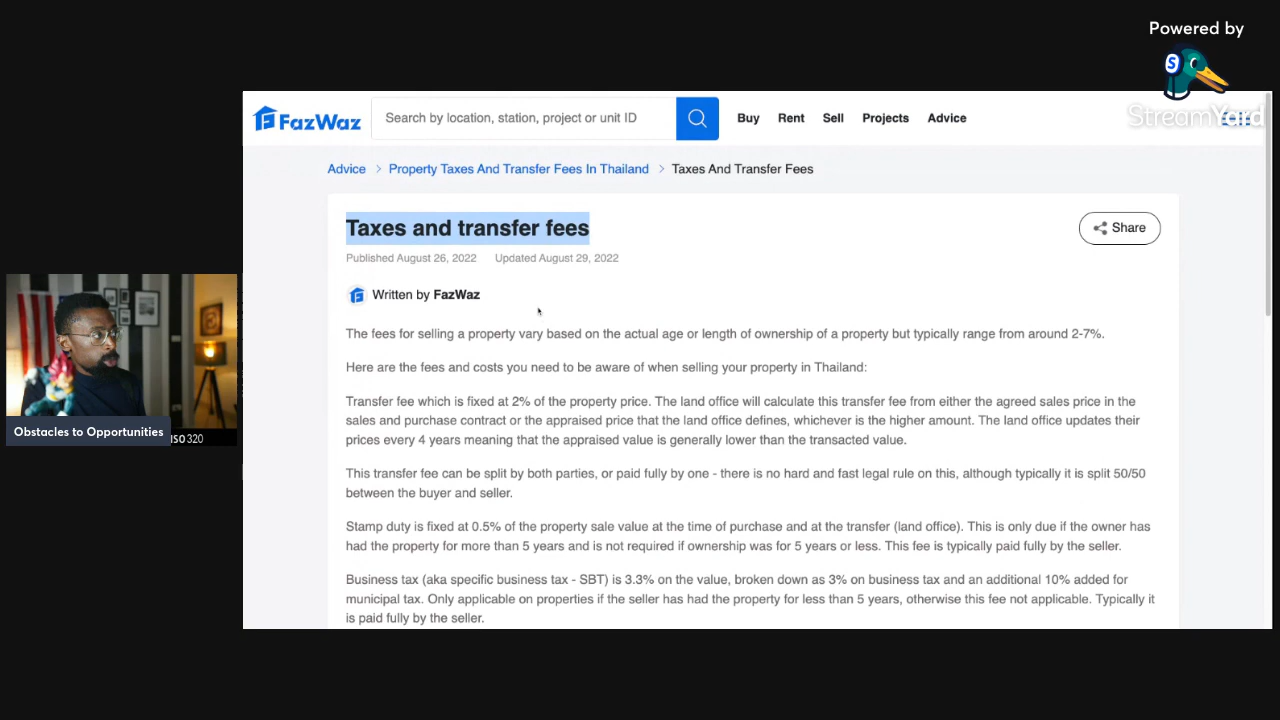 Powered by
S
StreamYard
FazWaz
Search by location, station, project or unit ID
Buy Rent Sell Projects Advice
Advice > Property Taxes And Transfer Fees In Thailand > Taxes And Transfer Fees
Taxes and transfer fees
Share
Published August 26, 2022 Updated August 29, 2022
Written by FazWaz
The fees for selling a property vary based on the actual age or length of ownership of a property but typically range from around 2-7%.
Here are the fees and costs you need to be aware of when selling your property in Thailand:
Transfer fee which is fixed at 2% of the property price. The land office will calculate this transfer fee from either the agreed sales price in the
sales and purchase contract or the appraised price that the land office defines, whichever is the higher amount. The land office updates their
prices every 4 years meaning that the appraised value is generally lower than the transacted value.
This transfer fee can be split by both parties, or paid fully by one - there is no hard and fast legal rule on this, although typically it is split 50/50
between the buyer and seller.
Stamp duty is fixed at 0.5% of the property sale value at the time of purchase and at the transfer (land office). This is only due if the owner has
had the property for more than 5 years and is not required if ownership was for 5 years or less. This fee is typically paid fully by the seller.
Business tax (aka specific business tax - SBT) is 3.3% on the value, broken down as 3% on business tax and an additional 10% added for
municipal tax. Only applicable on properties if the seller has had the property for less than 5 years, otherwise this fee not applicable. Typically it
is paid fully by the seller.
Obstacles to Opportunities
ISO 320